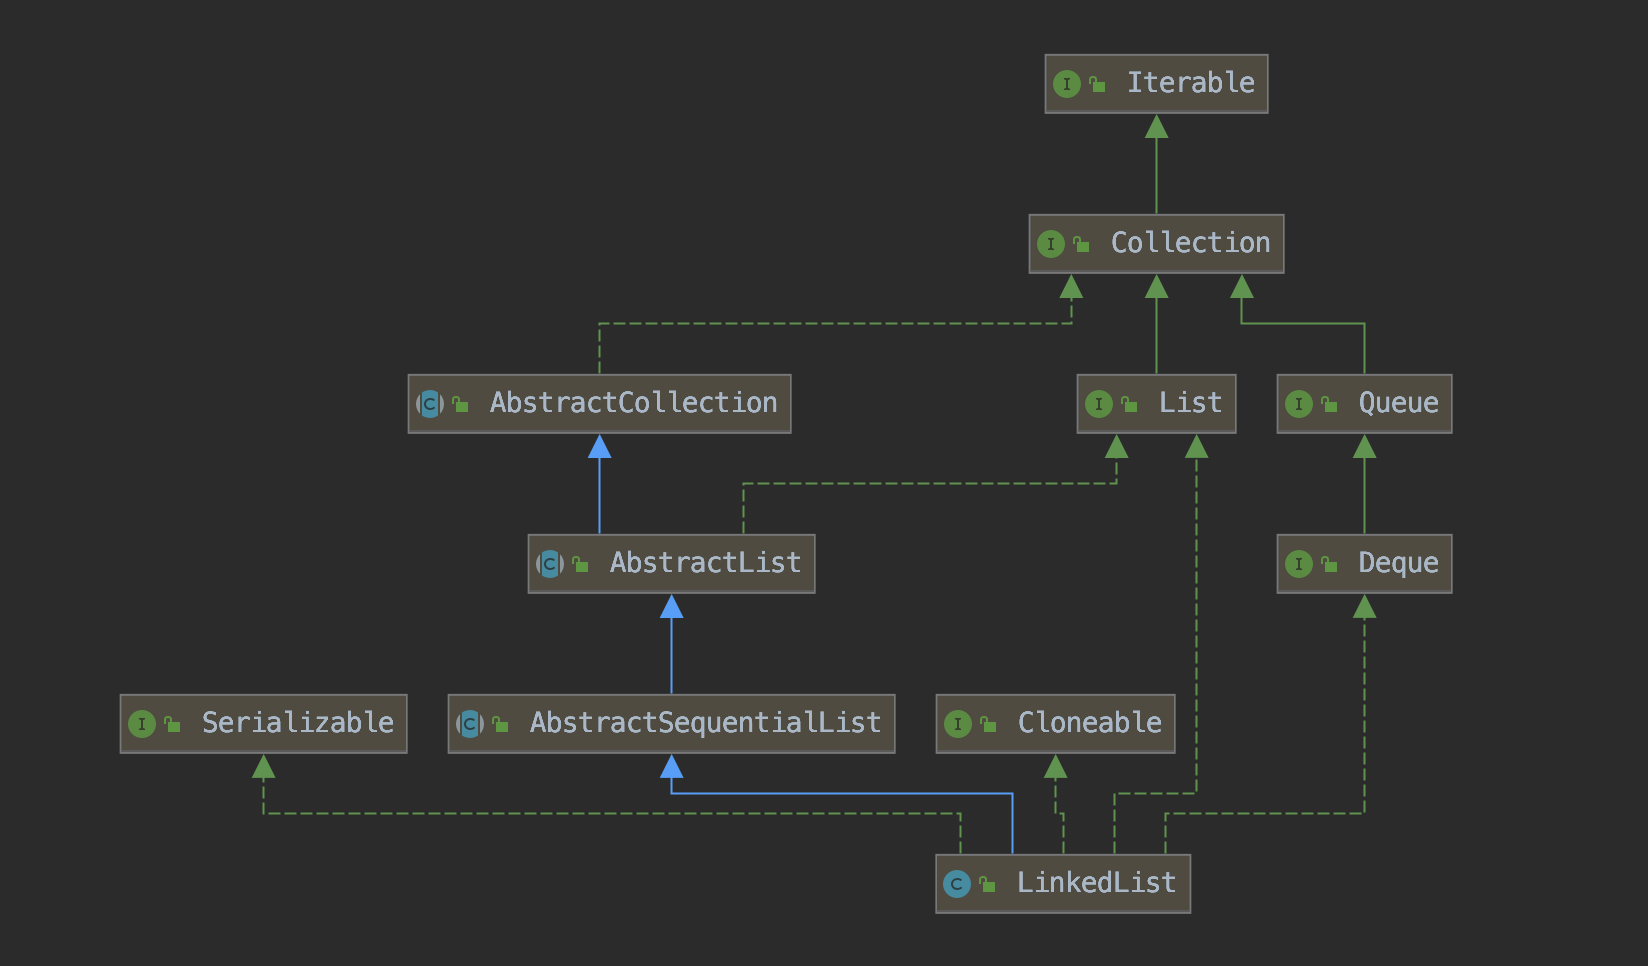 I Iterable
I Collection
C AbstractCollection
I List
I Queue
C AbstractList
I Deque
I Serializable
C AbstractSequentialList
I Cloneable
C LinkedList